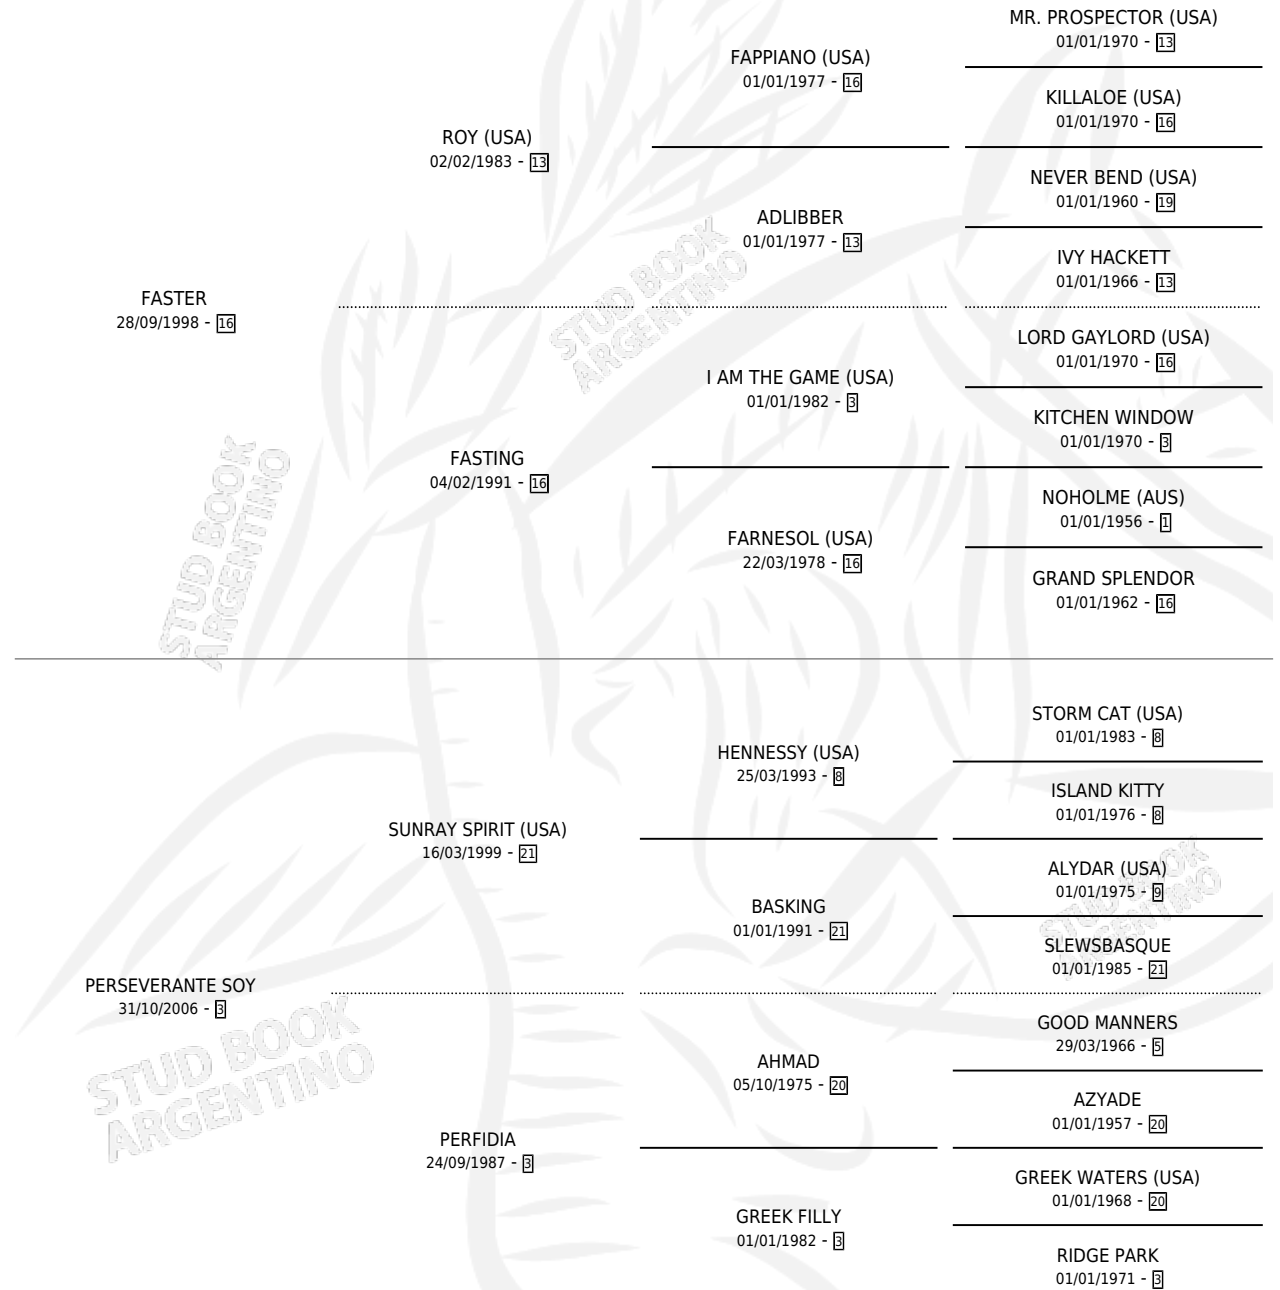 MR. PROSPECTOR (USA)
01/01/1970 - 13
FAPPIANO (USA)
01/01/1977 - 16
KILLALOE (USA)
01/01/1970 - 16
ROY (USA)
02/02/1983 - 13
NEVER BEND (USA)
01/01/1960 - 19
ADLIBBER
01/01/1977 - 13
IVY HACKETT
01/01/1966 - 13
FASTER
28/09/1998 - 16
LORD GAYLORD (USA)
01/01/1970 - 16
I AM THE GAME (USA)
01/01/1982 - 3
KITCHEN WINDOW
01/01/1970 - 3
FASTING
04/02/1991 - 16
NOHOLME (AUS)
01/01/1956 - 1
FARNESOL (USA)
22/03/1978 - 16
GRAND SPLENDOR
01/01/1962 - 16
STUD BOOK
ARGENTINO
STUD BOOK
ARGENTINO
STORM CAT (USA)
01/01/1983 - 8
HENNESSY (USA)
25/03/1993 - 8
ISLAND KITTY
01/01/1976 - 8
SUNRAY SPIRIT (USA)
16/03/1999 - 21
ALYDAR (USA)
01/01/1975 - 9
BASKING
01/01/1991 - 21
SLEWSBASQUE
01/01/1985 - 21
PERSEVERANTE SOY
31/10/2006 - 3
GOOD MANNERS
29/03/1966 - 5
AHMAD
05/10/1975 - 20
AZYADE
01/01/1957 - 20
PERFIDIA
24/09/1987 - 3
GREEK WATERS (USA)
01/01/1968 - 20
GREEK FILLY
01/01/1982 - 3
RIDGE PARK
01/01/1971 - 3
STUD BOOK
ARGENTINO
STUD BOOK
ARGENTINO